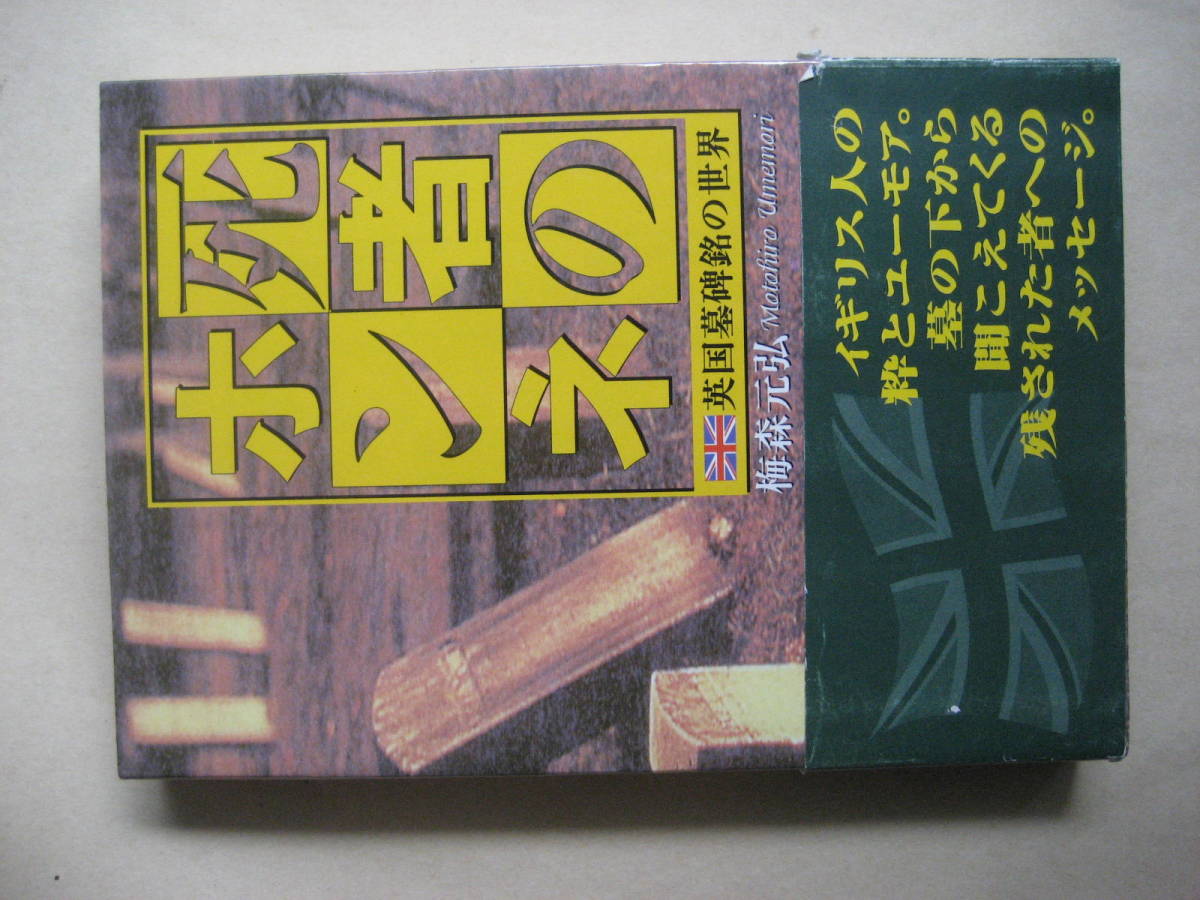 死者の
ホンネ
英国墓碑銘の世界
梅森元弘 Motohiro Umemori
イギリス人の
粋とユーモア。
墓の下から
聞こえてくる
残された者への
メッセージ。